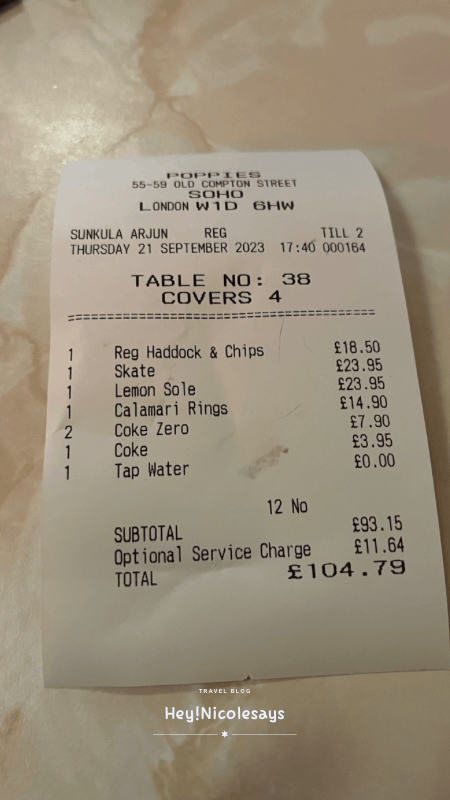 POPPIES
55-59 OLD COMPTON STREET
SOHO
LONDON W1D 6HW
SUNKULA ARJUN REG TILL 2
THURSDAY 21 SEPTEMBER 2023 17:40 000164
TABLE NO: 38
COVERS 4
======================================
1 Reg Haddock & Chips £18.50
1 Skate £23.95
1 Lemon Sole £23.95
1 Calamari Rings £14.90
2 Coke Zero £7.90
1 Coke £3.95
1 Tap Water £0.00
12 No
SUBTOTAL £93.15
Optional Service Charge £11.64
TOTAL £104.79
TRAVEL BLOG
Hey!Nicolesays